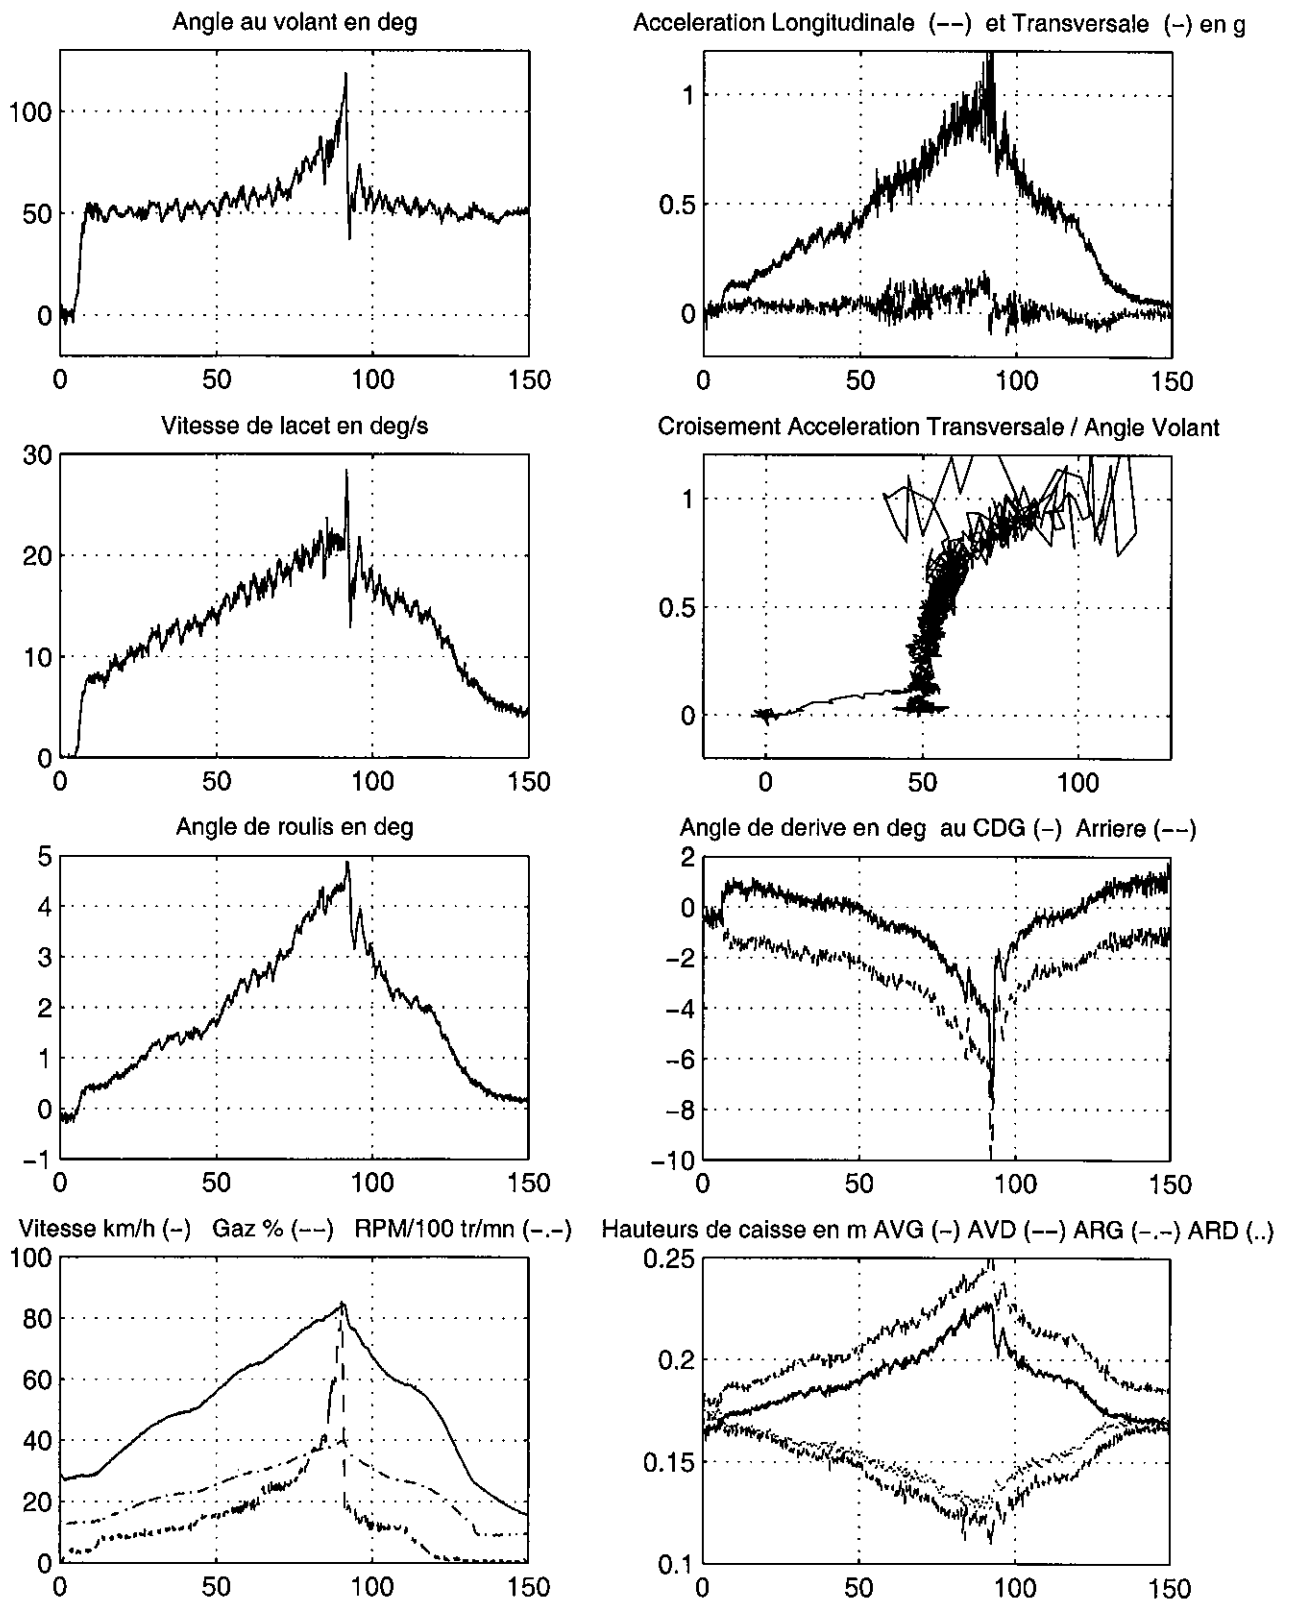 Angle au volant en deg
100
50
0
0 50 100 150
Acceleration Longitudinale (−−) et Transversale (−) en g
1
0.5
0
0 50 100 150
Vitesse de lacet en deg/s
30
20
10
0
0 50 100 150
Croisement Acceleration Transversale / Angle Volant
1
0.5
0
0 50 100
Angle de roulis en deg
5
4
3
2
1
0
−1
0 50 100 150
Angle de derive en deg au CDG (−) Arriere (−−)
2
0
−2
−4
−6
−8
−10
0 50 100 150
Vitesse km/h (−) Gaz % (−−) RPM/100 tr/mn (−.−)
100
80
60
40
20
0
0 50 100 150
Hauteurs de caisse en m AVG (−) AVD (−−) ARG (−.−) ARD (..)
0.25
0.2
0.15
0.1
0 50 100 150